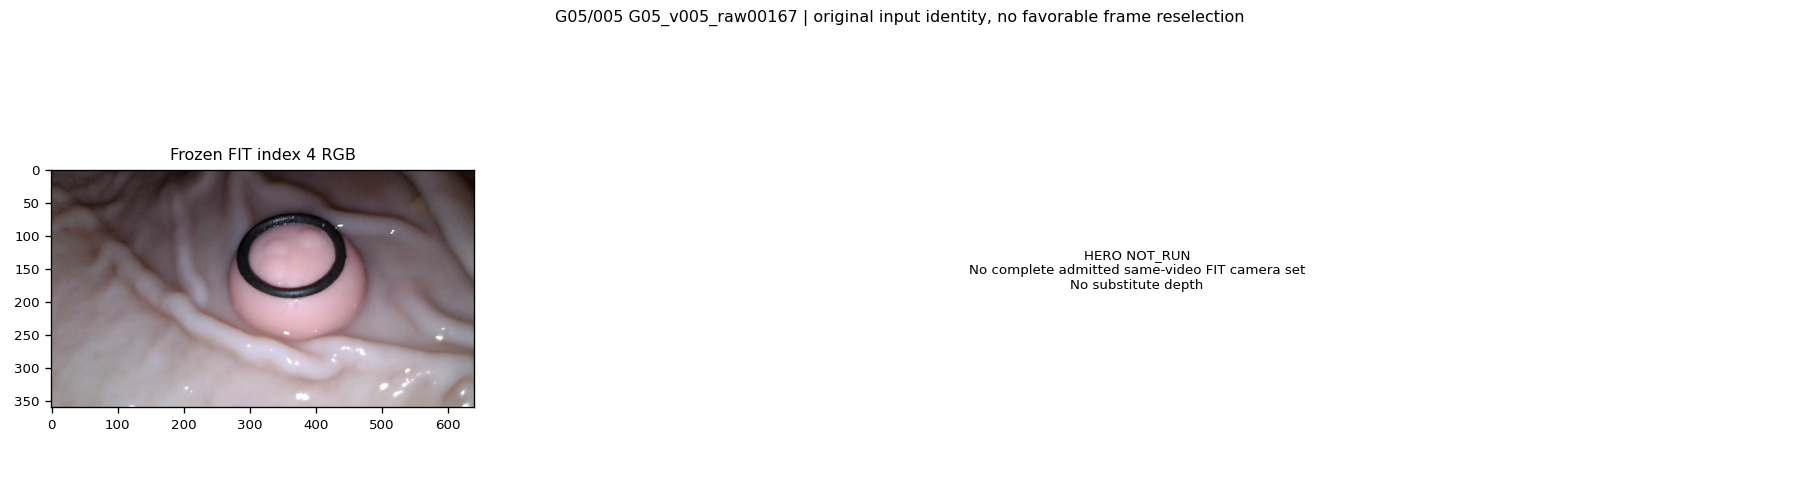 G05/005 G05_v005_raw00167 | original input identity, no favorable frame reselection
Frozen FIT index 4 RGB
0
50
100
150
200
250
300
350
0 100 200 300 400 500 600
HERO NOT_RUN
No complete admitted same-video FIT camera set
No substitute depth